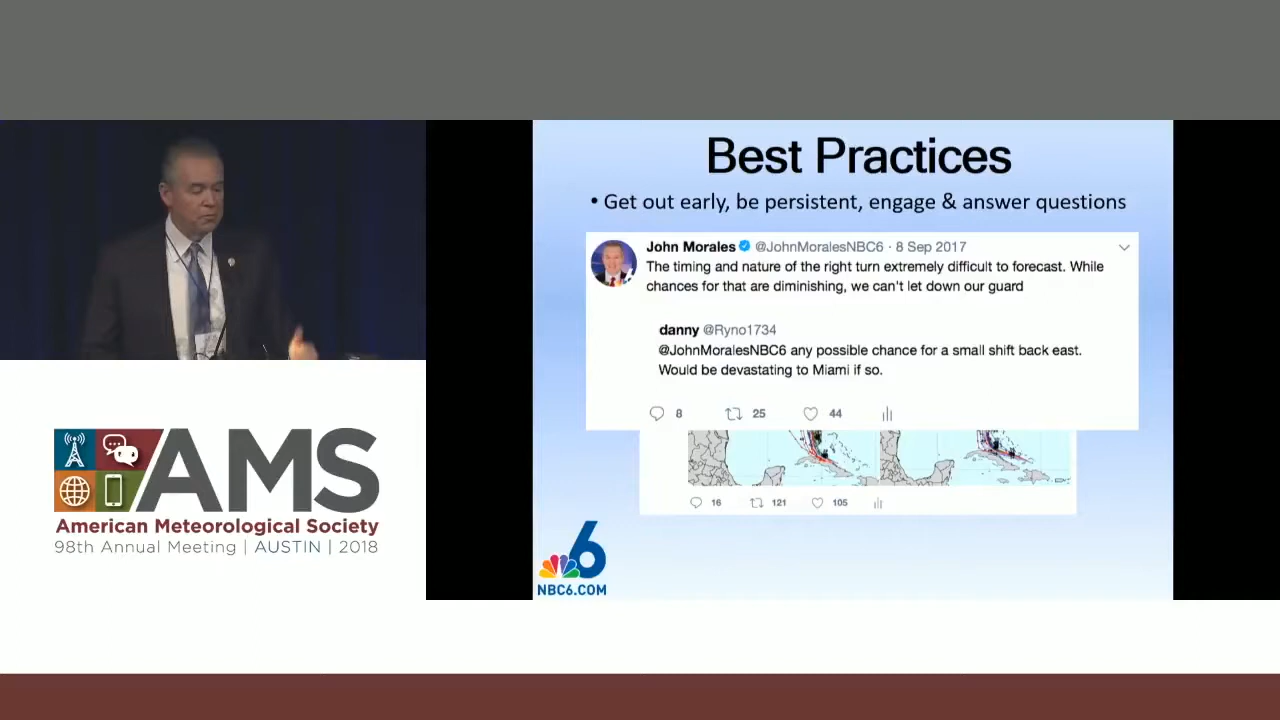 Best Practices
• Get out early, be persistent, engage & answer questions
John Morales @JohnMoralesNBC6 · 8 Sep 2017
The timing and nature of the right turn extremely difficult to forecast. While
chances for that are diminishing, we can't let down our guard
danny @Ryno1734
@JohnMoralesNBC6 any possible chance for a small shift back east.
Would be devastating to Miami if so.
8 25 44
16 121 105
6
NBC6.COM
AMS
American Meteorological Society
98th Annual Meeting | AUSTIN | 2018